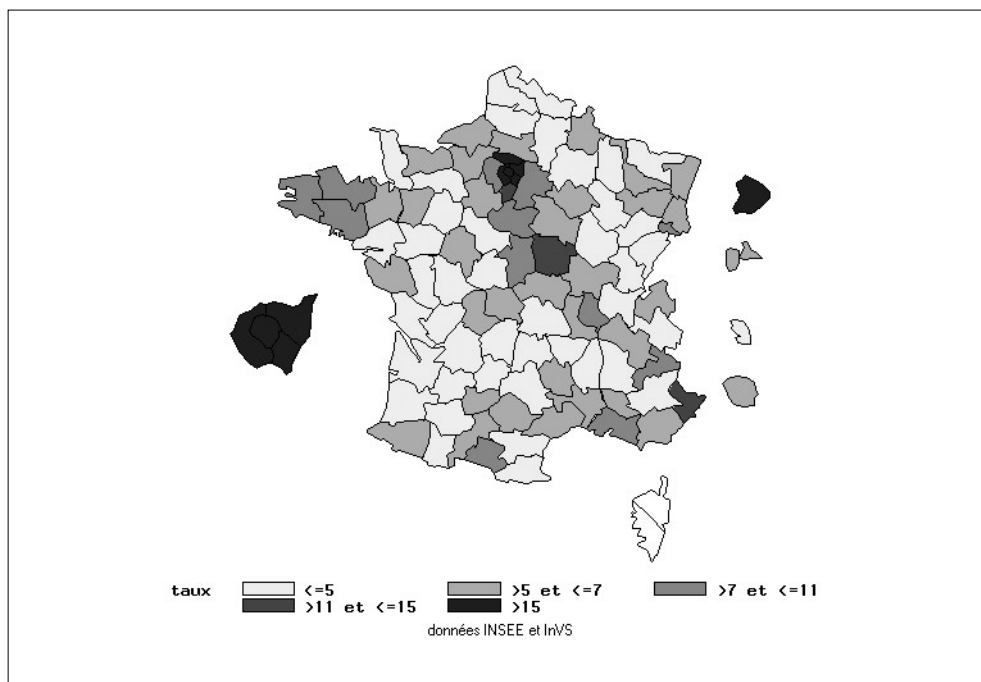 taux <=5 >5 et <=7 >7 et <=11
>11 et <=15 >15
données INSEE et InVS